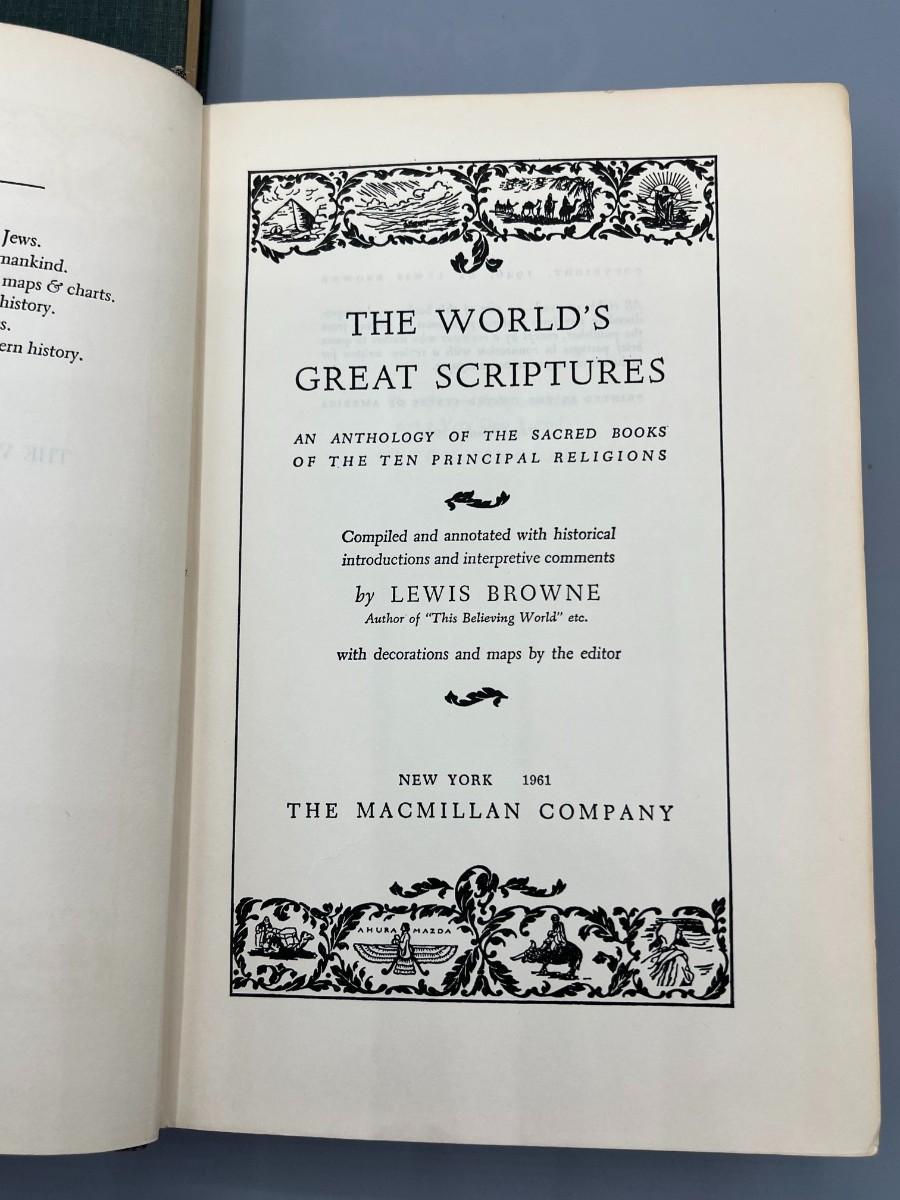 Jews.
mankind.
maps & charts.
history.
s.
ern history.
THE WORLD'S
GREAT SCRIPTURES
AN ANTHOLOGY OF THE SACRED BOOKS
OF THE TEN PRINCIPAL RELIGIONS
Compiled and annotated with historical
introductions and interpretive comments
by LEWIS BROWNE
Author of "This Believing World" etc.
with decorations and maps by the editor
NEW YORK 1961
THE MACMILLAN COMPANY
AHURA MAZDA